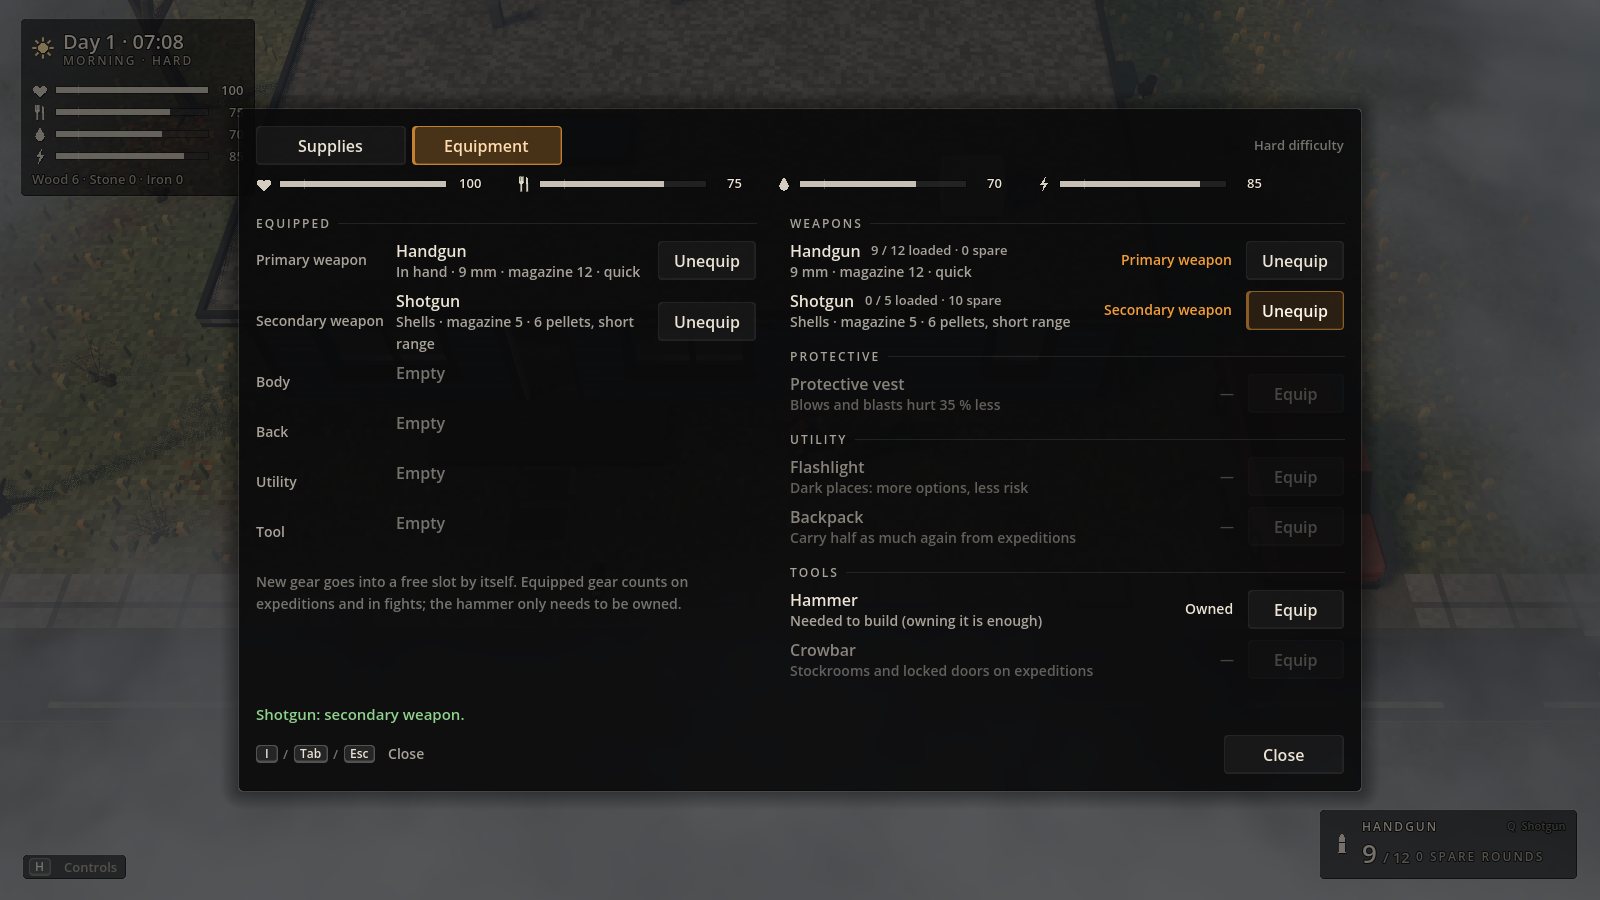 Day 1 · 07:08
MORNING · HARD
100
75
70
85
Wood 6 · Stone 0 · Iron 0
Supplies
Equipment
Hard difficulty
100
75
70
85
EQUIPPED
Primary weapon
Handgun
In hand · 9 mm · magazine 12 · quick
Unequip
Secondary weapon
Shotgun
Shells · magazine 5 · 6 pellets, short
range
Unequip
Body
Empty
Back
Empty
Utility
Empty
Tool
Empty
New gear goes into a free slot by itself. Equipped gear counts on
expeditions and in fights; the hammer only needs to be owned.
WEAPONS
Handgun 9 / 12 loaded · 0 spare
9 mm · magazine 12 · quick
Primary weapon
Unequip
Shotgun 0 / 5 loaded · 10 spare
Shells · magazine 5 · 6 pellets, short range
Secondary weapon
Unequip
PROTECTIVE
Protective vest
Blows and blasts hurt 35 % less
—
Equip
UTILITY
Flashlight
Dark places: more options, less risk
—
Equip
Backpack
Carry half as much again from expeditions
—
Equip
TOOLS
Hammer
Needed to build (owning it is enough)
Owned
Equip
Crowbar
Stockrooms and locked doors on expeditions
—
Equip
Shotgun: secondary weapon.
I / Tab / Esc Close
Close
HANDGUN
Q Shotgun
9 / 12 0 SPARE ROUNDS
H Controls